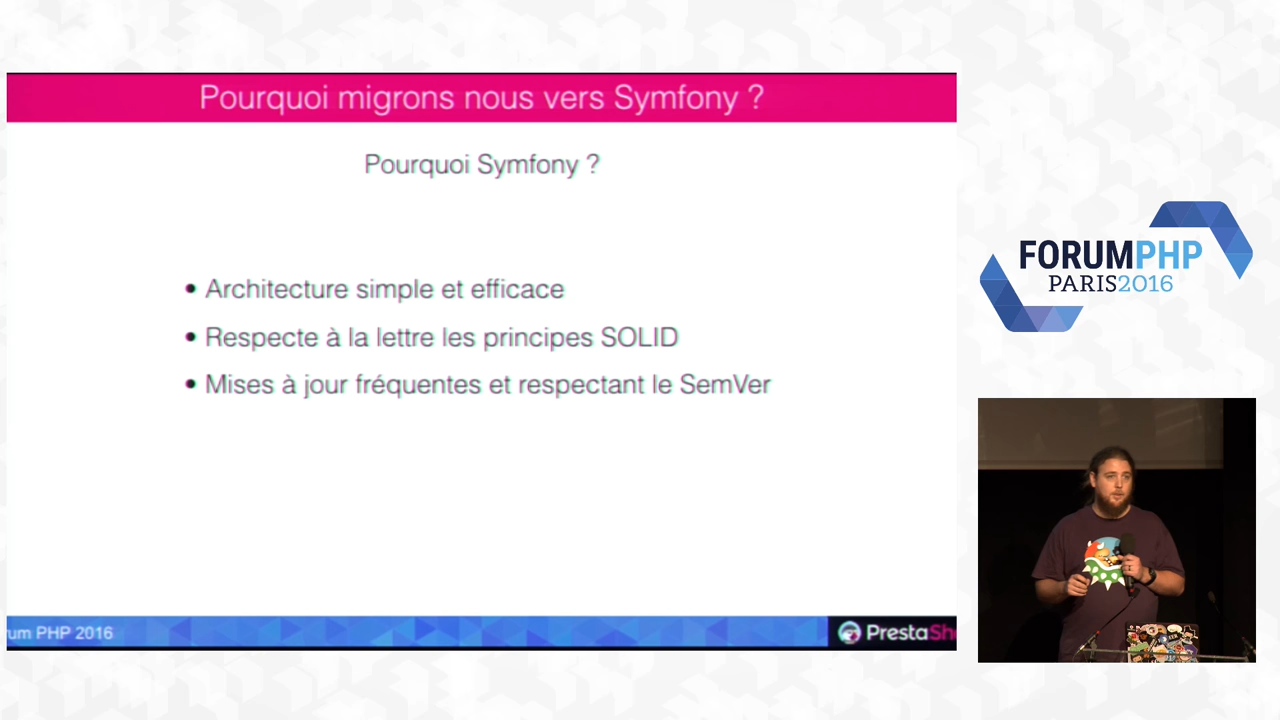 Pourquoi migrons nous vers Symfony ?
Pourquoi Symfony ?
• Architecture simple et efficace
• Respecte à la lettre les principes SOLID
• Mises à jour fréquentes et respectant le SemVer
um PHP 2016
PrestaSh
FORUMPHP
PARIS2016